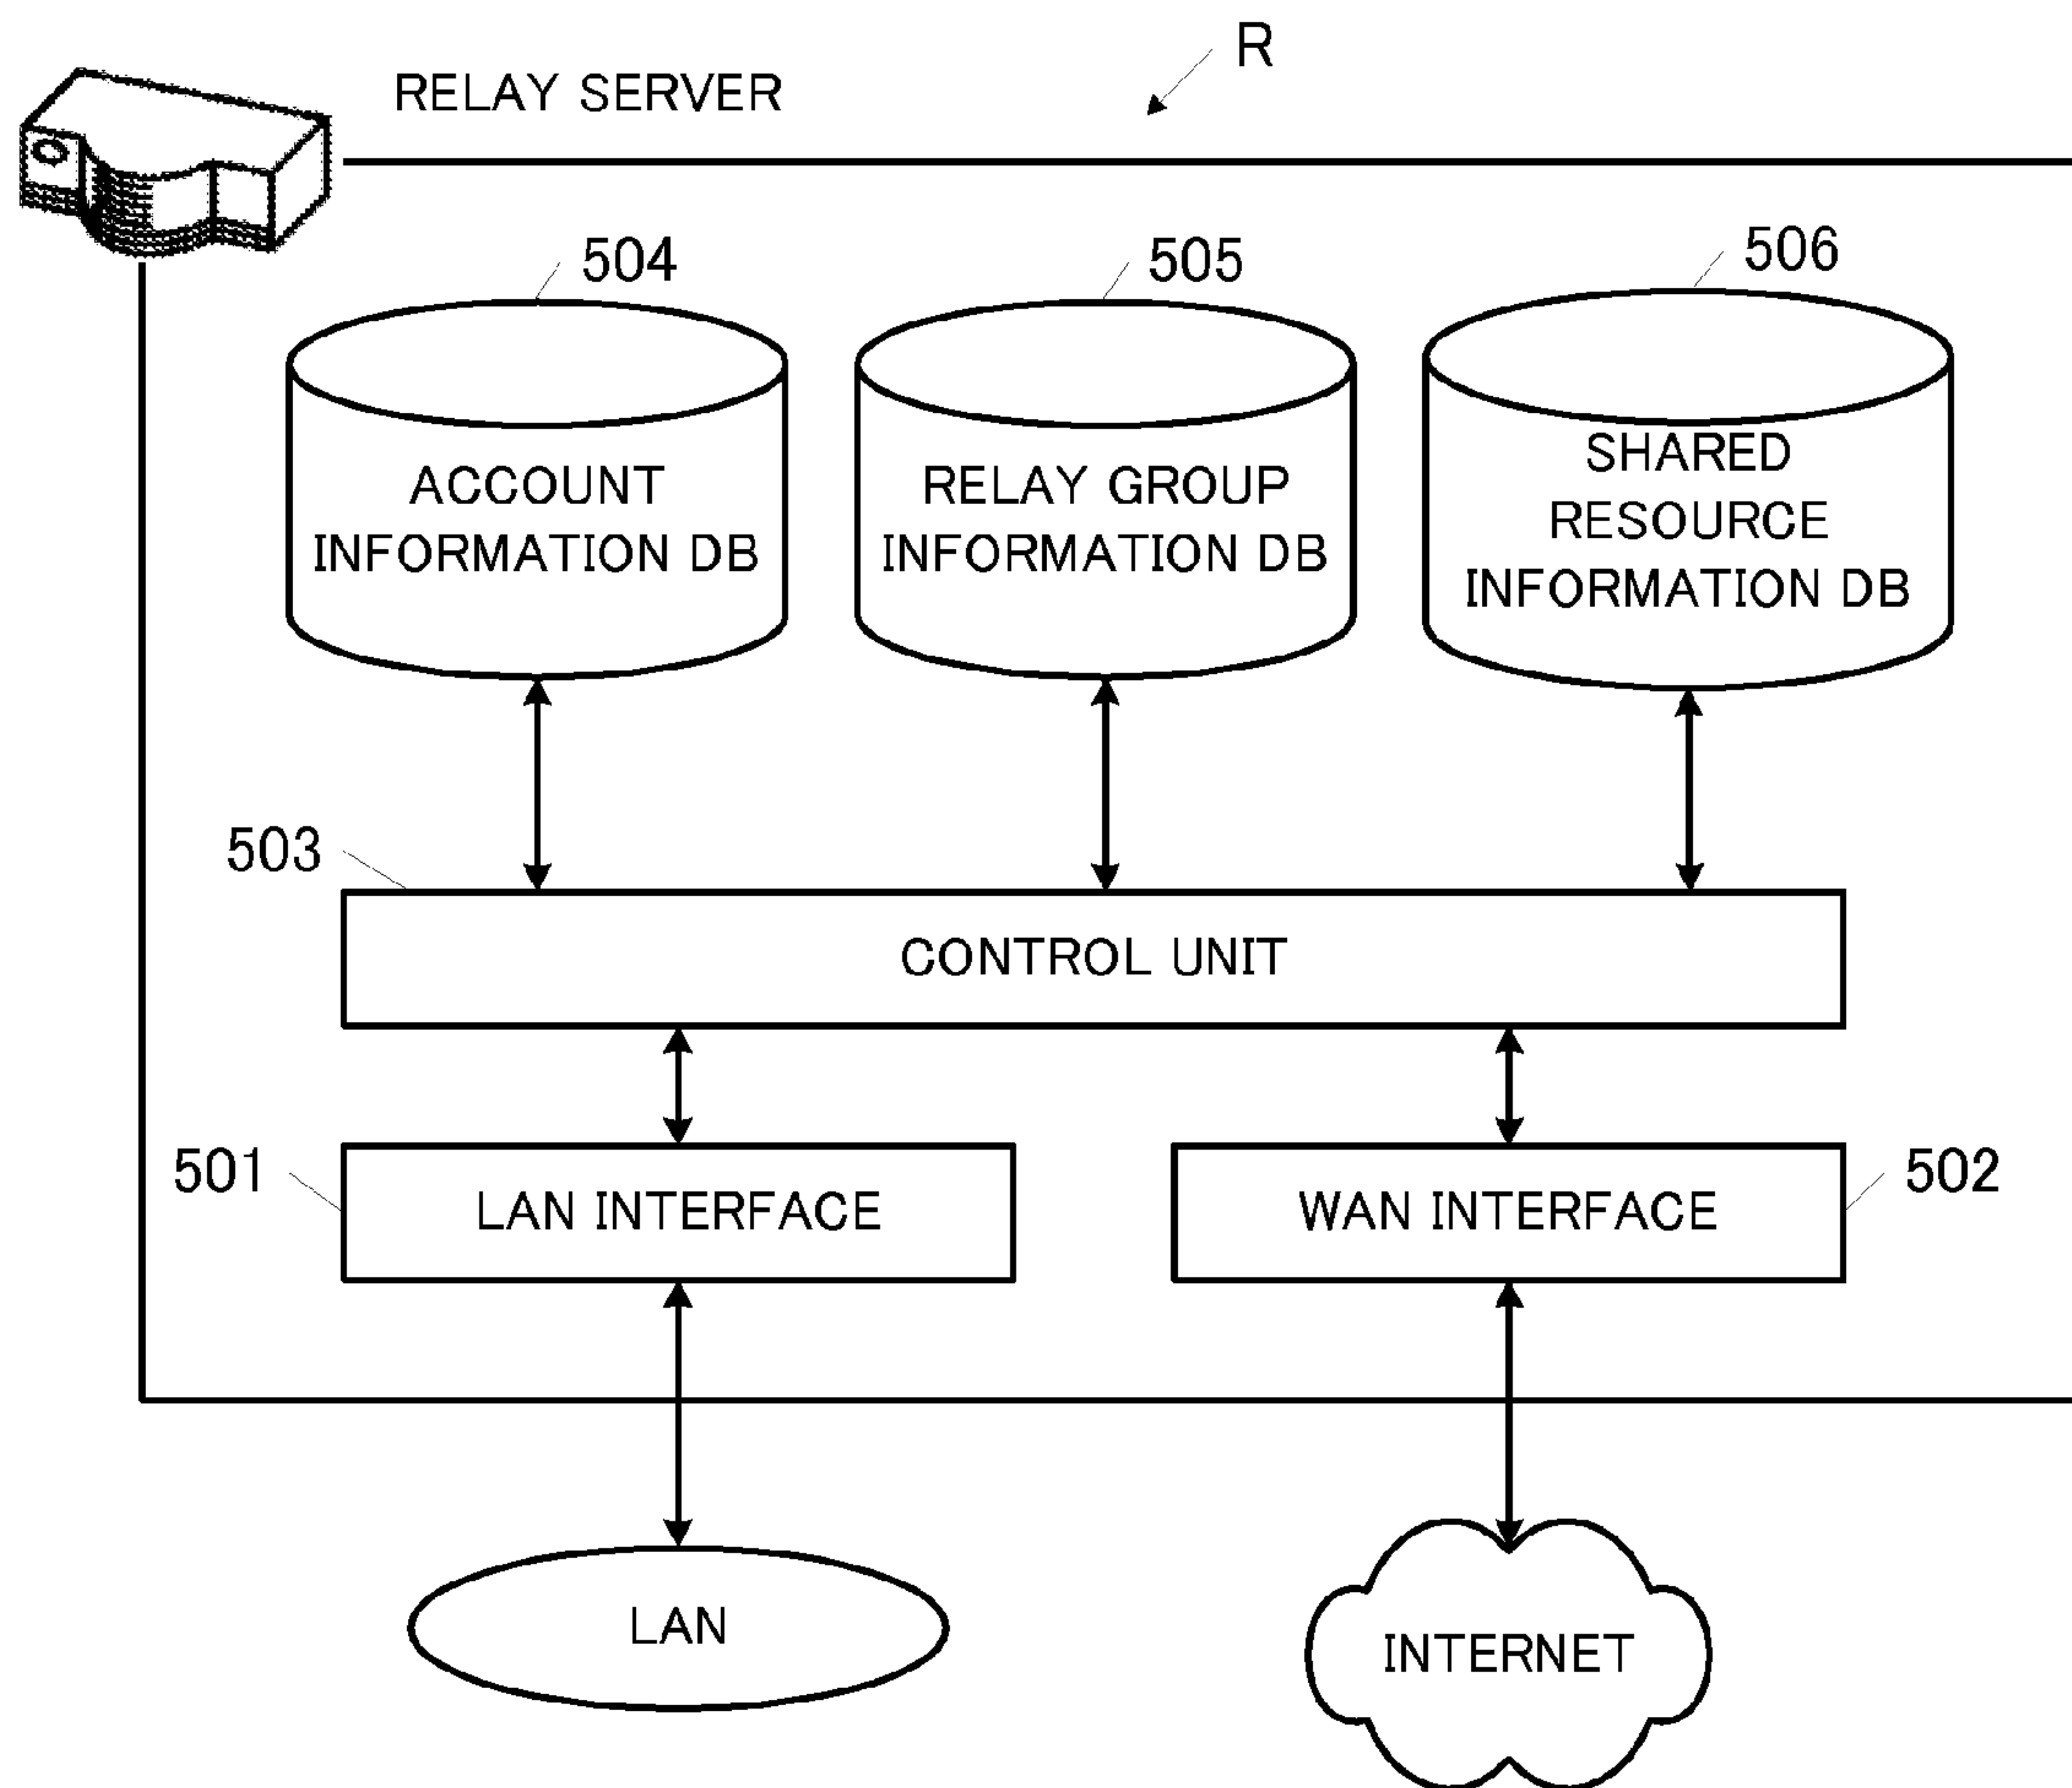 R
RELAY SERVER
504
505
506
ACCOUNT
INFORMATION DB
RELAY GROUP
INFORMATION DB
SHARED
RESOURCE
INFORMATION DB
503
CONTROL UNIT
501
LAN INTERFACE
WAN INTERFACE
502
LAN
INTERNET